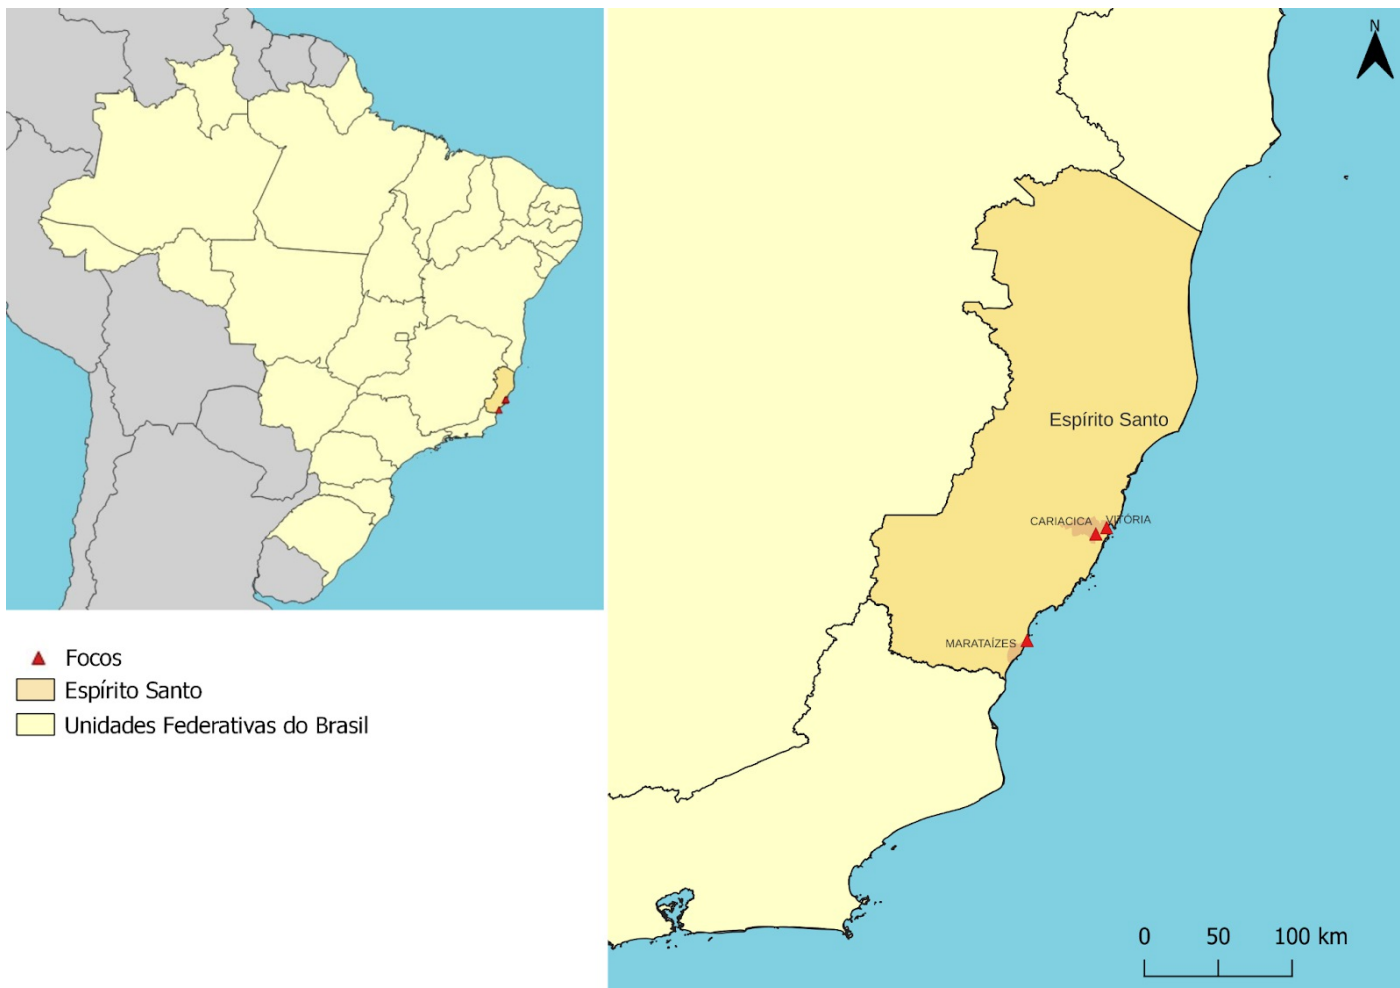 N
Espírito Santo
CARIACICA
VITÓRIA
MARATAÍZES
Focos
Espírito Santo
Unidades Federativas do Brasil
0 50 100 km